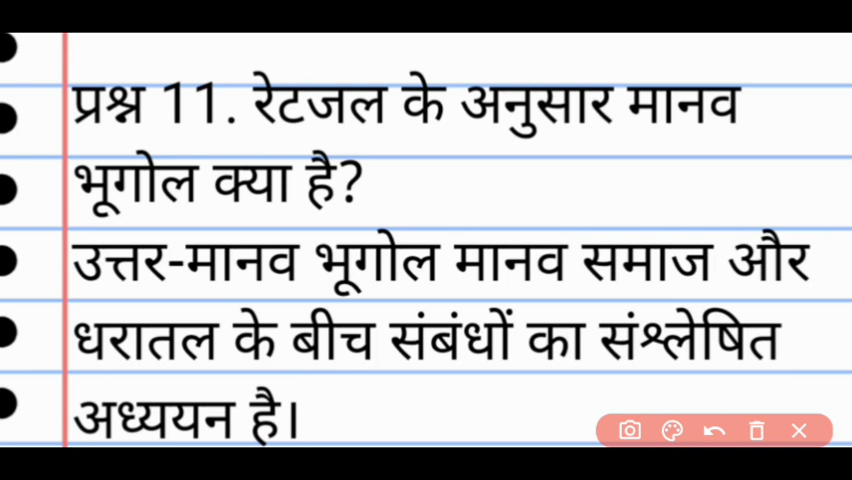 प्रश्न 11. रेटजल के अनुसार मानव
भूगोल क्या है?
उत्तर-मानव भूगोल मानव समाज और
धरातल के बीच संबंधों का संश्लेषित
अध्ययन है।